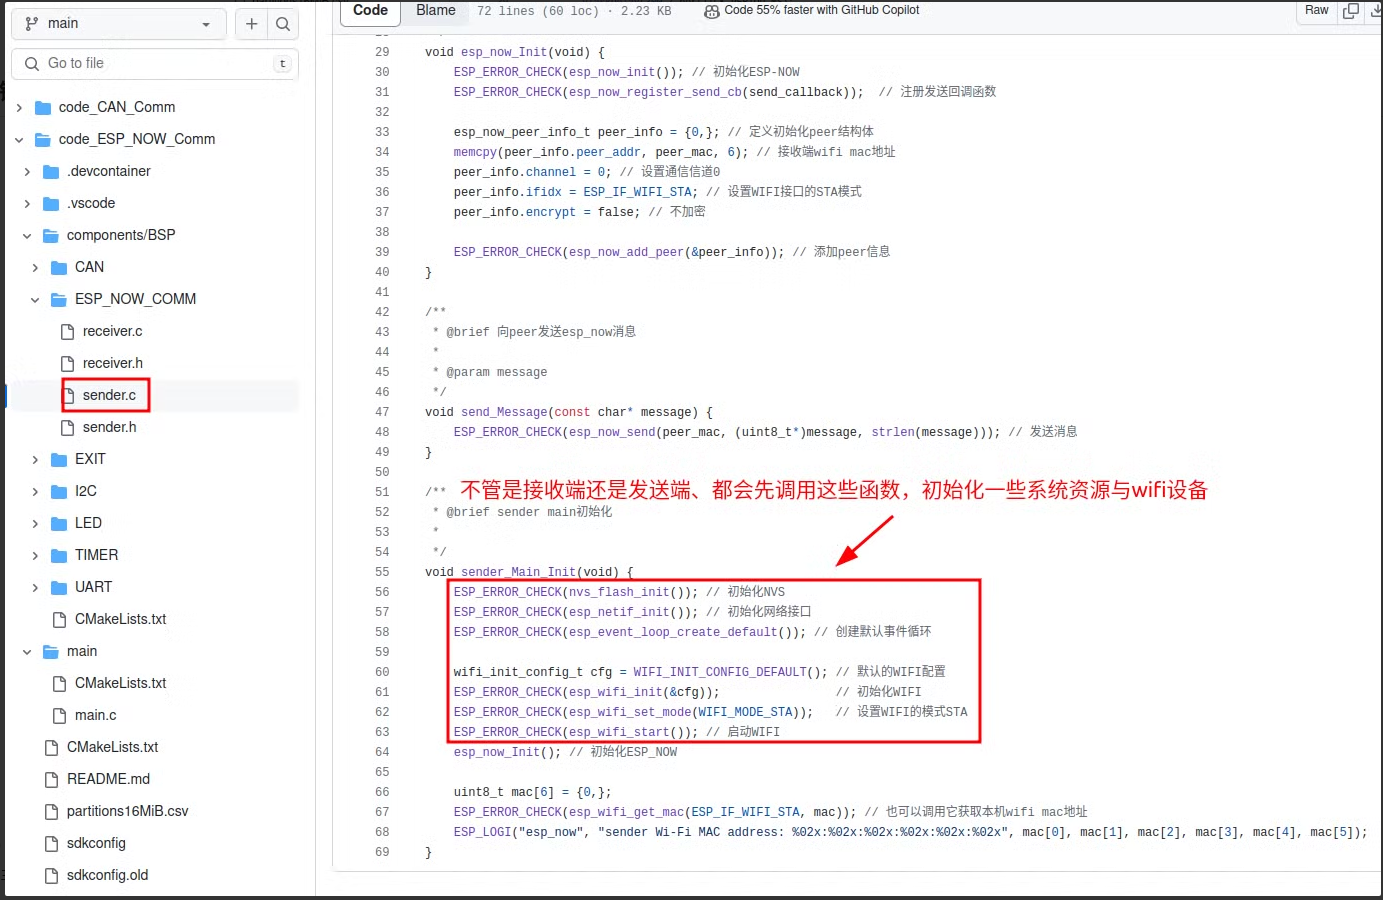 main
Go to file
t
code_CAN_Comm
code_ESP_NOW_Comm
.devcontainer
.vscode
components/BSP
CAN
ESP_NOW_COMM
receiver.c
receiver.h
sender.c
sender.h
EXIT
I2C
LED
TIMER
UART
CMakeLists.txt
main
CMakeLists.txt
main.c
CMakeLists.txt
README.md
partitions16MiB.csv
sdkconfig
sdkconfig.old
Code Blame 72 lines (60 loc) · 2.23 KB Code 55% faster with GitHub Copilot Raw
29 void esp_now_Init(void) {
30 ESP_ERROR_CHECK(esp_now_init()); // 初始化ESP-NOW
31 ESP_ERROR_CHECK(esp_now_register_send_cb(send_callback)); // 注册发送回调函数
32
33 esp_now_peer_info_t peer_info = {0,}; // 定义初始化peer结构体
34 memcpy(peer_info.peer_addr, peer_mac, 6); // 接收端wifi mac地址
35 peer_info.channel = 0; // 设置通信信道0
36 peer_info.ifidx = ESP_IF_WIFI_STA; // 设置WIFI接口的STA模式
37 peer_info.encrypt = false; // 不加密
38
39 ESP_ERROR_CHECK(esp_now_add_peer(&peer_info)); // 添加peer信息
40 }
41
42 /**
43 * @brief 向peer发送esp_now消息
44 *
45 * @param message
46 */
47 void send_Message(const char* message) {
48 ESP_ERROR_CHECK(esp_now_send(peer_mac, (uint8_t*)message, strlen(message))); // 发送消息
49 }
50
51 /** 不管是接收端还是发送端、都会先调用这些函数，初始化一些系统资源与wifi设备
52 * @brief sender main初始化
53 *
54 */
55 void sender_Main_Init(void) {
56 ESP_ERROR_CHECK(nvs_flash_init()); // 初始化NVS
57 ESP_ERROR_CHECK(esp_netif_init()); // 初始化网络接口
58 ESP_ERROR_CHECK(esp_event_loop_create_default()); // 创建默认事件循环
59
60 wifi_init_config_t cfg = WIFI_INIT_CONFIG_DEFAULT(); // 默认的WIFI配置
61 ESP_ERROR_CHECK(esp_wifi_init(&cfg)); // 初始化WIFI
62 ESP_ERROR_CHECK(esp_wifi_set_mode(WIFI_MODE_STA)); // 设置WIFI的模式STA
63 ESP_ERROR_CHECK(esp_wifi_start()); // 启动WIFI
64 esp_now_Init(); // 初始化ESP_NOW
65
66 uint8_t mac[6] = {0,};
67 ESP_ERROR_CHECK(esp_wifi_get_mac(ESP_IF_WIFI_STA, mac)); // 也可以调用它获取本机wifi mac地址
68 ESP_LOGI("esp_now", "sender Wi-Fi MAC address: %02x:%02x:%02x:%02x:%02x:%02x", mac[0], mac[1], mac[2], mac[3], mac[4], mac[5]);
69 }